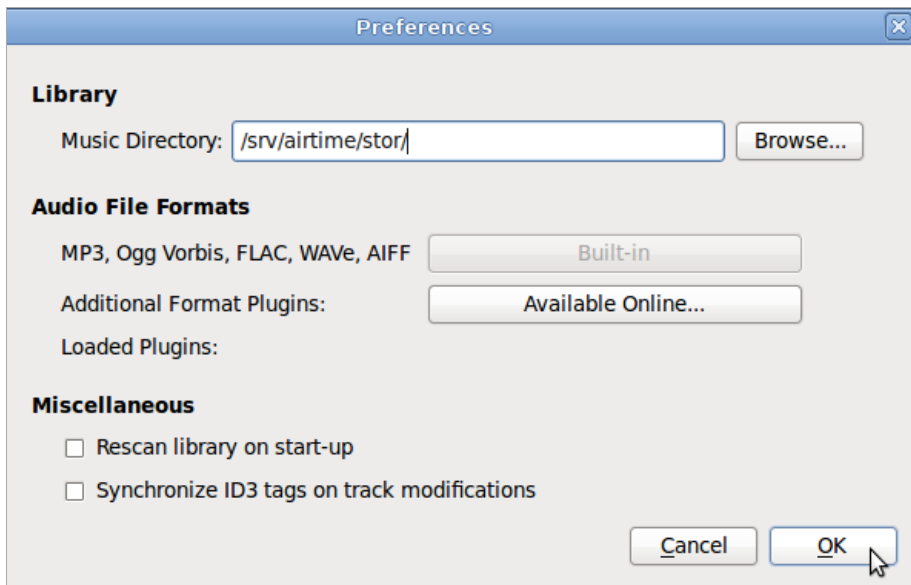 Preferences
Library
Music Directory: /srv/airtime/stor/ Browse...
Audio File Formats
MP3, Ogg Vorbis, FLAC, WAVe, AIFF Built-in
Additional Format Plugins: Available Online...
Loaded Plugins:
Miscellaneous
Rescan library on start-up
Synchronize ID3 tags on track modifications
Cancel OK